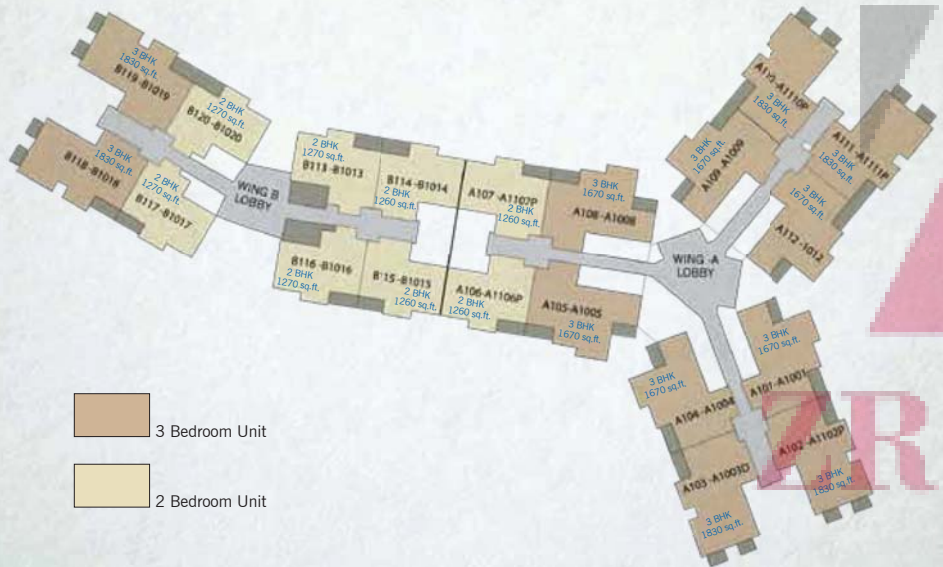 3 BHK
1830 sq.ft.
B119-B1019
2 BHK
1270 sq.ft.
B120-B1020
3 BHK
1830 sq.ft.
B118-B1018
2 BHK
1270 sq.ft.
B117-B1017
WING B
LOBBY
2 BHK
1270 sq.ft.
B113-B1013
B114-B1014
2 BHK
1260 sq.ft.
A107-A1102P
2 BHK
1260 sq.ft.
3 BHK
1670 sq.ft.
A108-A1008
B116-B1016
2 BHK
1270 sq.ft.
B115-B1015
2 BHK
1260 sq.ft.
A106-A1106P
2 BHK
1260 sq.ft.
A105-A1005
3 BHK
1670 sq.ft.
WING -A
LOBBY
A110P
3 BHK
1830 sq.ft.
3 BHK
1670 sq.ft.
A109-A1009
A111-A111P
3 BHK
1830 sq.ft.
3 BHK
1670 sq.ft.
A112-1012
3 BHK
1670 sq.ft.
A101-A1001
3 BHK
1670 sq.ft.
A104-A1004
A102-A1102P
3 BHK
1830 sq.ft.
A103-A1003D
3 BHK
1830 sq.ft.
3 Bedroom Unit
2 Bedroom Unit
ZR